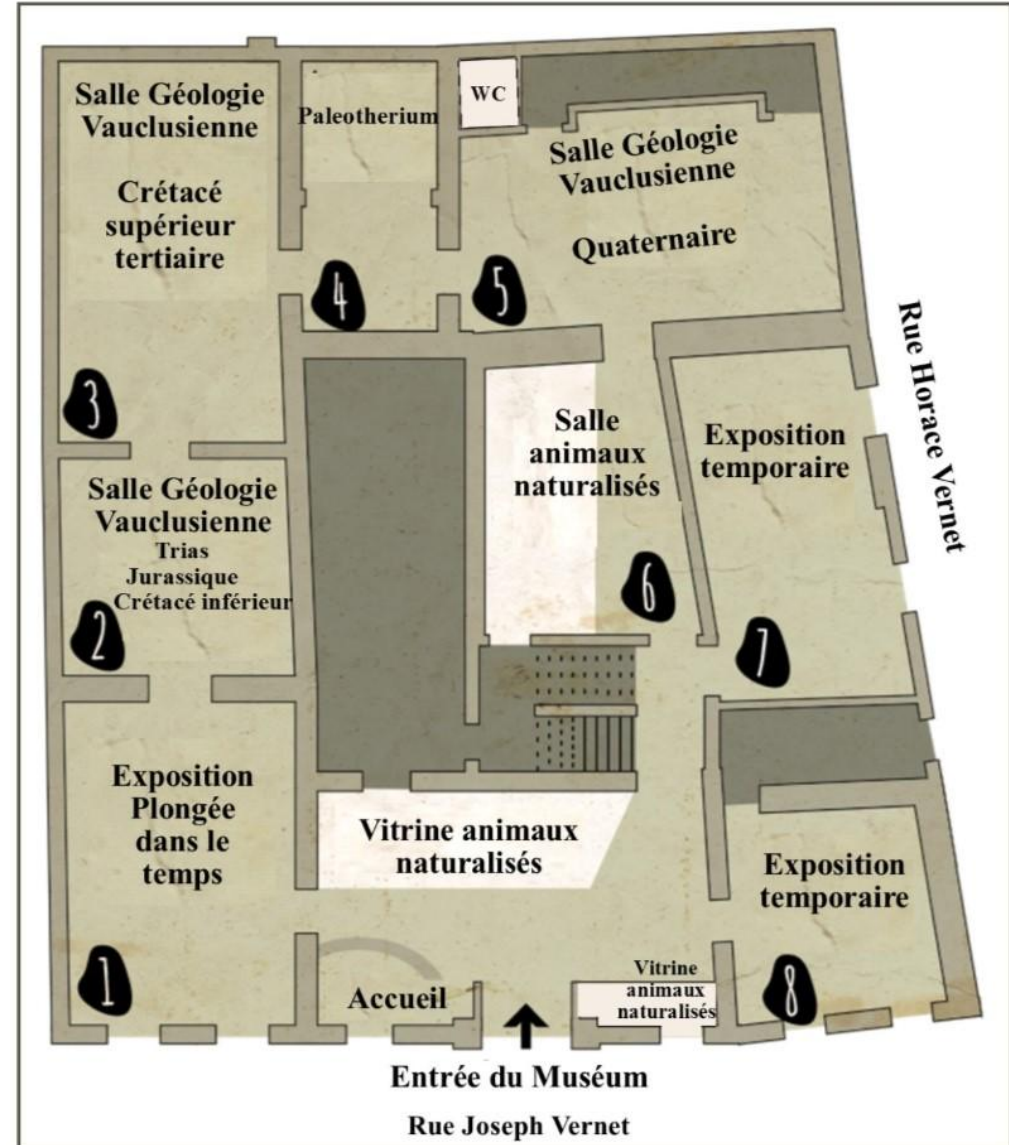 Salle Géologie
Vauclusienne
Crétacé
supérieur
tertiaire
3
Paleotherium
4
WC
Salle Géologie
Vauclusienne
Quaternaire
5
Salle Géologie
Vauclusienne
Trias
Jurassique
Crétacé inférieur
2
Salle
animaux
naturalisés
6
Exposition
temporaire
7
Rue Horace Vernet
Exposition
Plongée
dans le
temps
1
Vitrine animaux
naturalisés
Exposition
temporaire
8
Accueil
Vitrine
animaux
naturalisés
Entrée du Muséum
Rue Joseph Vernet